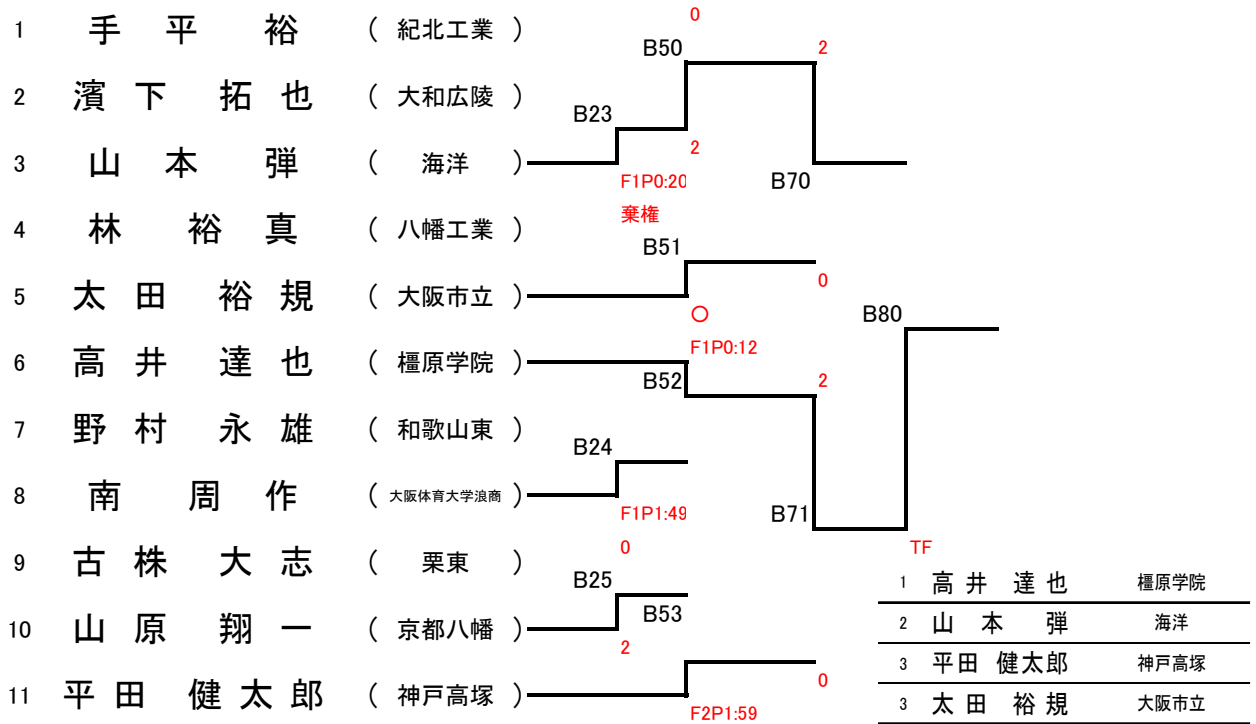 0
1 手平 裕 ( 紀北工業 )
B50 2
2 濱下 拓也 ( 大和広陵 )
B23
2
3 山本 弾 ( 海洋 )
F1P0:20 B70
棄権
4 林 裕真 ( 八幡工業 )
B51
0
5 太田 裕規 ( 大阪市立 )
○ B80
F1P0:12
6 高井 達也 ( 橿原学院 )
B52 2
7 野村 永雄 ( 和歌山東 )
B24
8 南 周作 ( 大阪体育大学浪商 )
F1P1:49 B71
0 TF
9 古株 大志 ( 栗東 )
B25
B53
10 山原 翔一 ( 京都八幡 )
2
11 平田 健太郎 ( 神戸高塚 )
0
F2P1:59
1 高井 達也 橿原学院
2 山本 弾 海洋
3 平田 健太郎 神戸高塚
3 太田 裕規 大阪市立